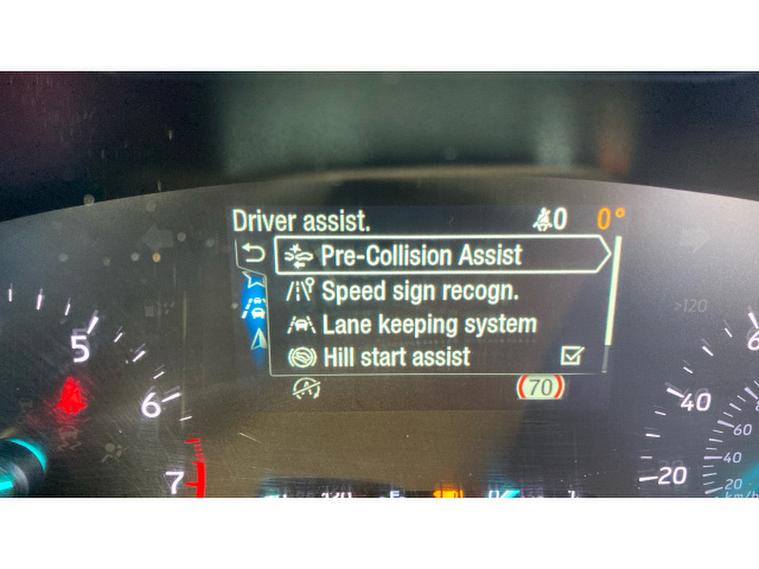 Driver assist. 0 0°
Pre-Collision Assist
Speed sign recogn.
Lane keeping system
Hill start assist
70
5
6
7
>120
40
20
60
40
20
km/h